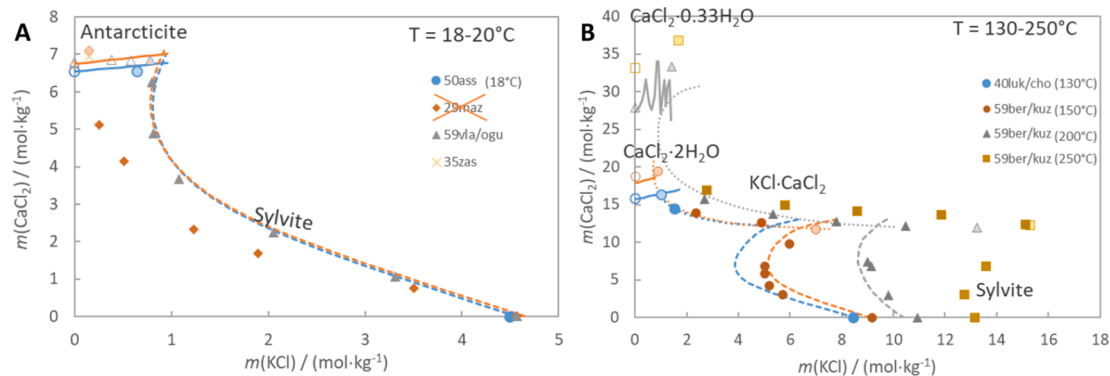 A
Antarcticite
T = 18-20°C
50ass (18°C)
29maz
59vla/ogu
35zas
Sylvite
m(CaCl₂) / (mol·kg⁻¹)
8
7
6
5
4
3
2
1
0
0 1 2 3 4 5
m(KCl) / (mol·kg⁻¹)
B
CaCl₂·0.33H₂O
T = 130-250°C
40luk/cho (130°C)
59ber/kuz (150°C)
59ber/kuz (200°C)
59ber/kuz (250°C)
CaCl₂·2H₂O
KCl·CaCl₂
Sylvite
m(CaCl₂) / (mol·kg⁻¹)
40
35
30
25
20
15
10
5
0
0 2 4 6 8 10 12 14 16 18
m(KCl) / (mol·kg⁻¹)